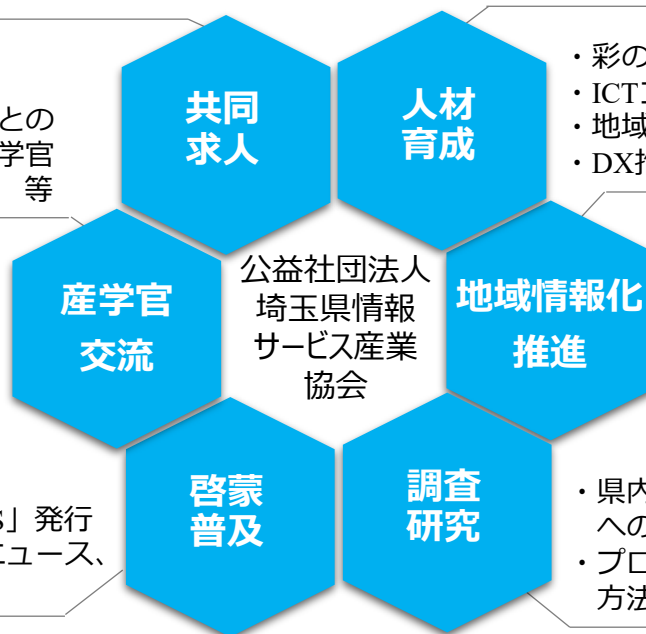 共同
求人
人材
育成
・彩の
・ICT
・地域
・DX
との
学官
等
産学官
交流
公益社団法人
埼玉県情報
サービス産業
協会
地域情報化
推進
啓蒙
普及
調査
研究
」発行
ニュース、
・県内
への
・プロ
方法